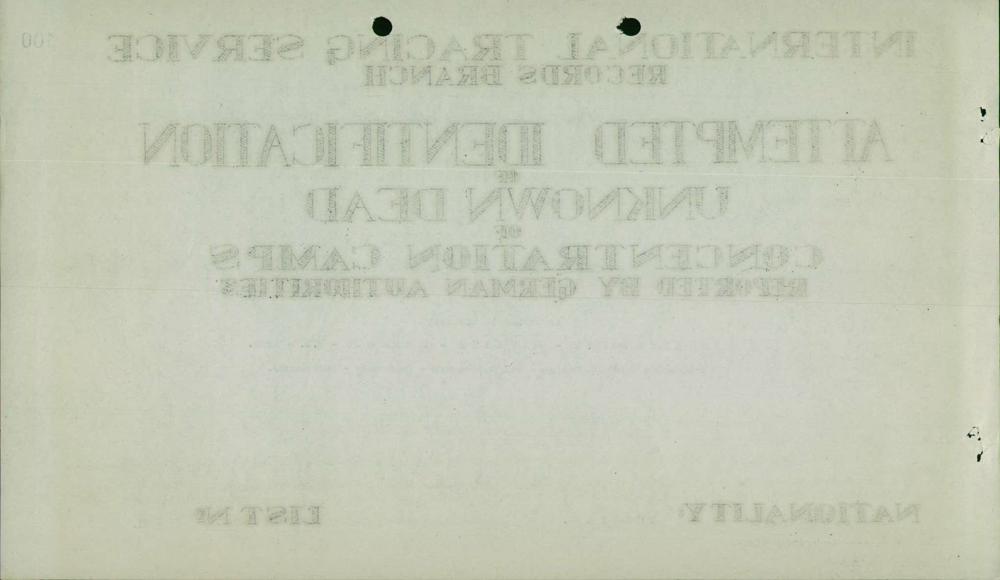 INTERNATIONAL TRACING SERVICE
RECORDS BRANCH
ATTEMPTED IDENTIFICATION
OF
UNKNOWN DEAD
OF
CONCENTRATION CAMPS
REPORTED BY GERMAN AUTHORITIES
NATIONALITY: LIST Nº